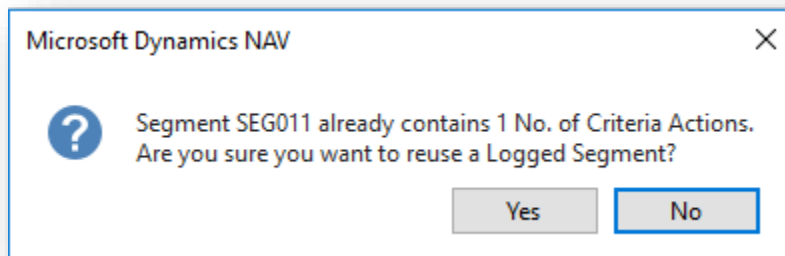 Microsoft Dynamics NAV
Segment SEG011 already contains 1 No. of Criteria Actions.
Are you sure you want to reuse a Logged Segment?
Yes No